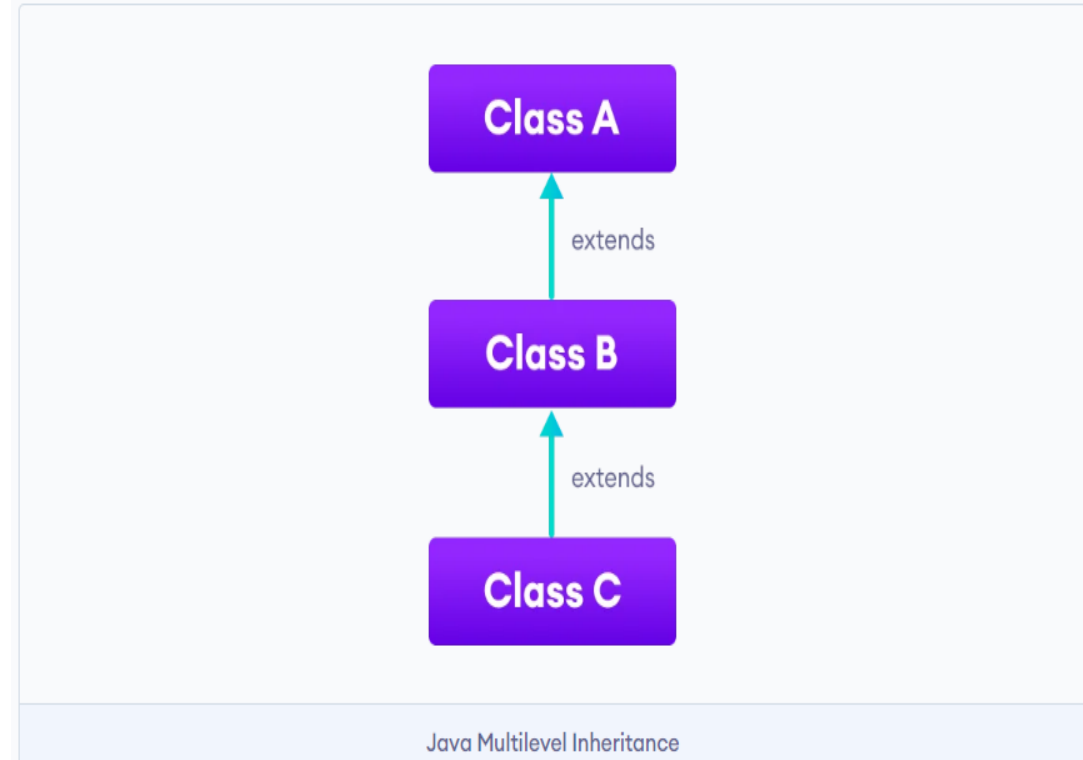 Class A
extends
Class B
extends
Class C
Java Multilevel Inheritance